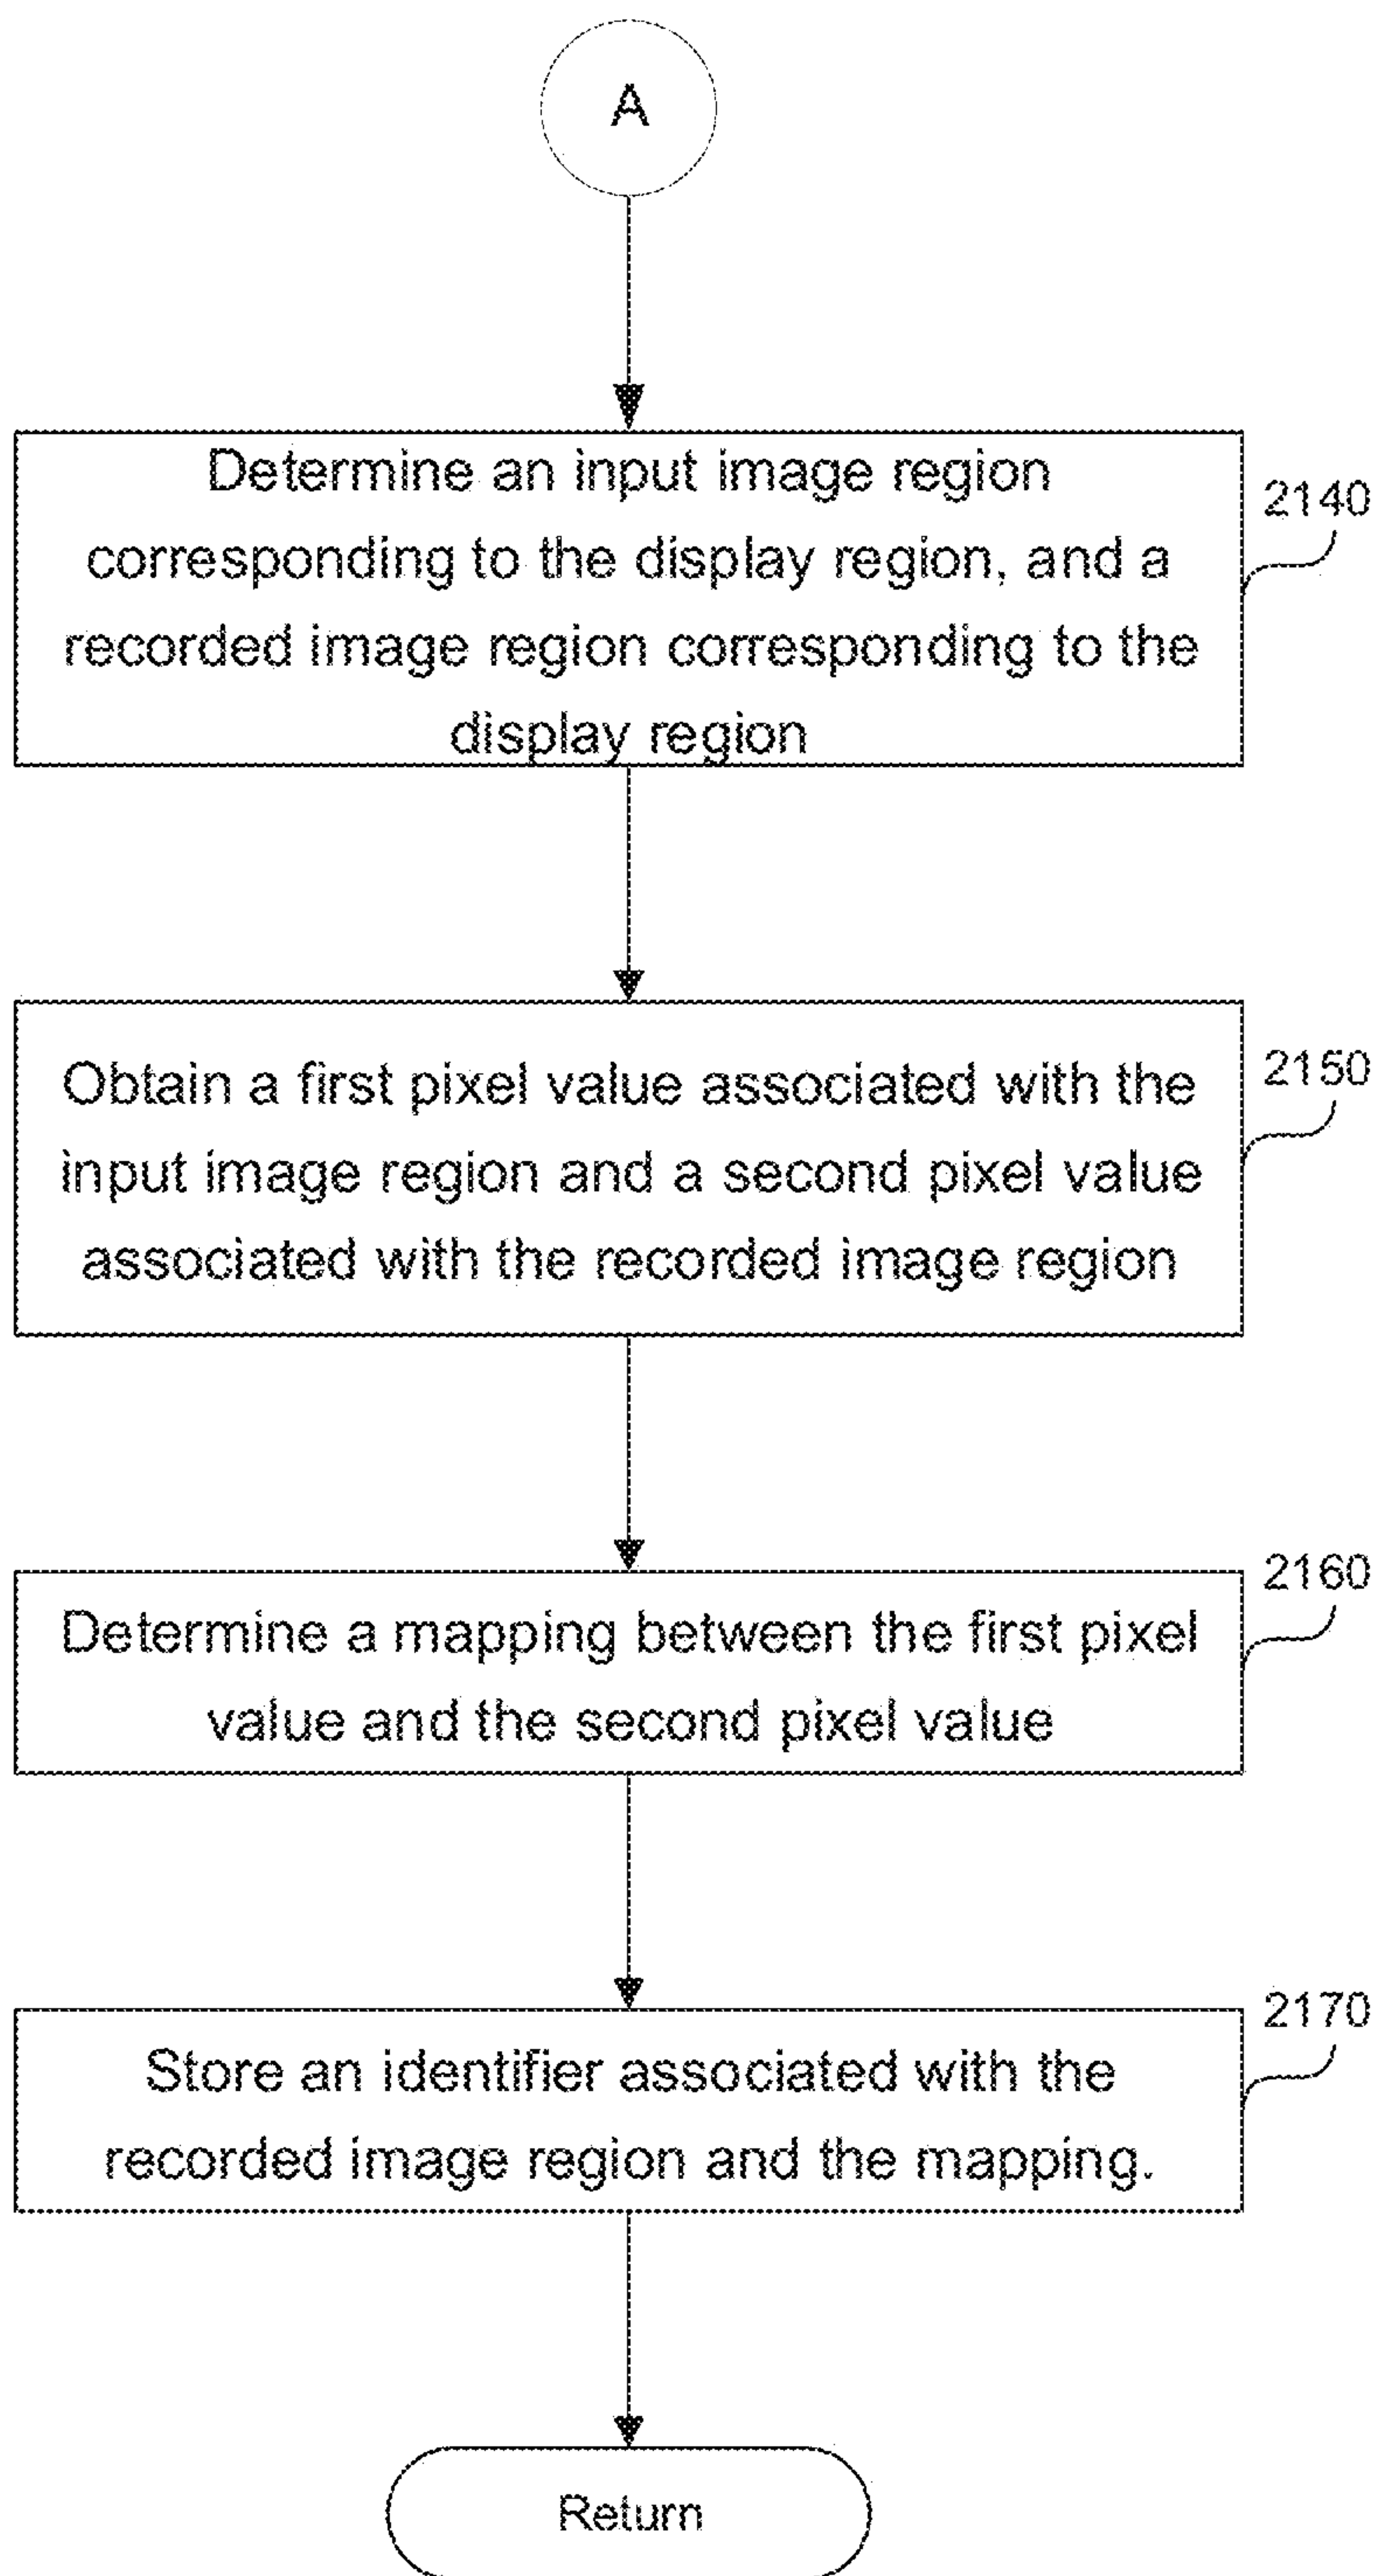 A
Determine an input image region
corresponding to the display region, and a
recorded image region corresponding to the
display region
2140
Obtain a first pixel value associated with the
input image region and a second pixel value
associated with the recorded image region
2150
Determine a mapping between the first pixel
value and the second pixel value
2160
Store an identifier associated with the
recorded image region and the mapping.
2170
Return